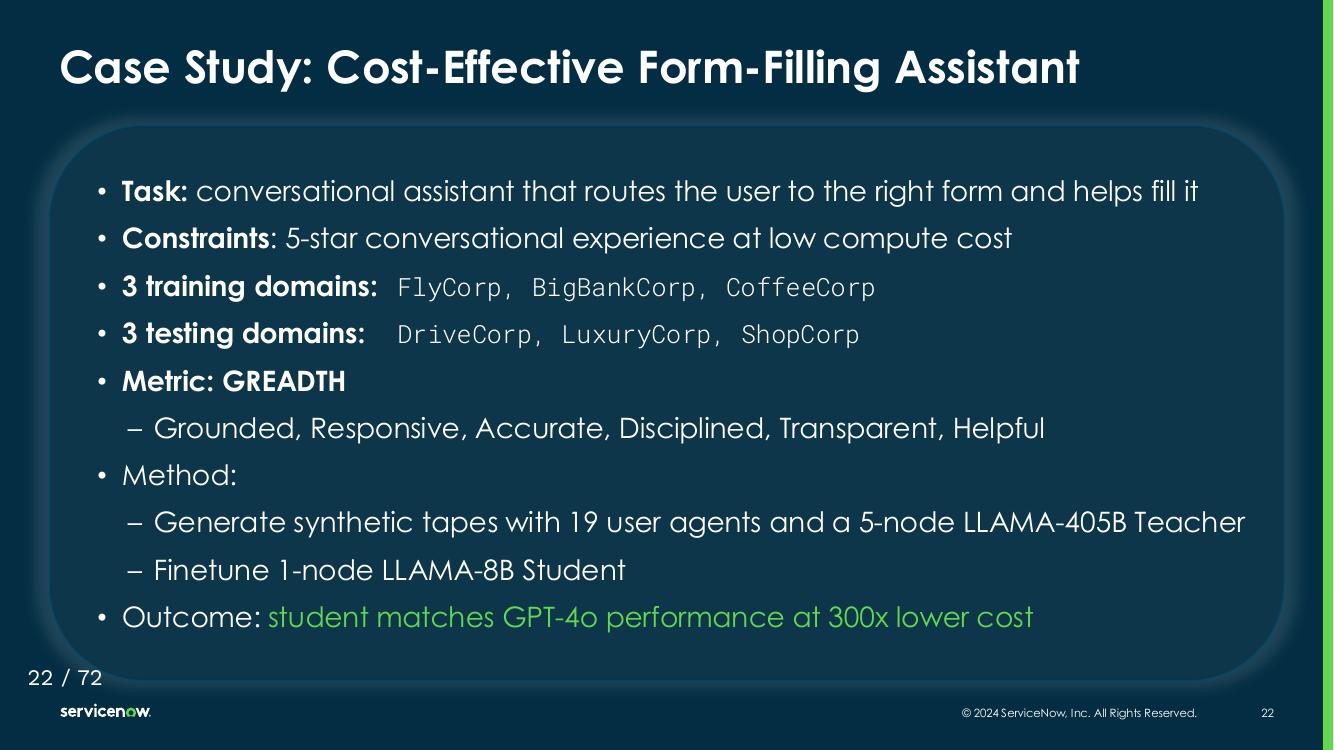 Case Study: Cost-Effective Form-Filling Assistant
• Task: conversational assistant that routes the user to the right form and helps fill it
• Constraints: 5-star conversational experience at low compute cost
• 3 training domains: FlyCorp, BigBankCorp, CoffeeCorp
• 3 testing domains: DriveCorp, LuxuryCorp, ShopCorp
• Metric: GREADTH
– Grounded, Responsive, Accurate, Disciplined, Transparent, Helpful
• Method:
– Generate synthetic tapes with 19 user agents and a 5-node LLAMA-405B Teacher
– Finetune 1-node LLAMA-8B Student
• Outcome: student matches GPT-4o performance at 300x lower cost
22 / 72
servicenow.
© 2024 ServiceNow, Inc. All Rights Reserved.
22